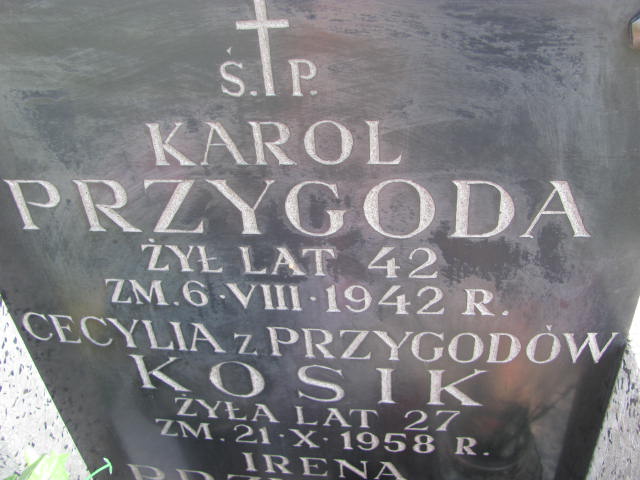 Ś.P.
KAROL
PRZYGODA
ŻYŁ LAT 42
ZM. 6·VIII·1942 R.
CECYLIA z PRZYGODÓW
KOSIK
ŻYŁA LAT 27
ZM. 21·X·1958 R.
IRENA